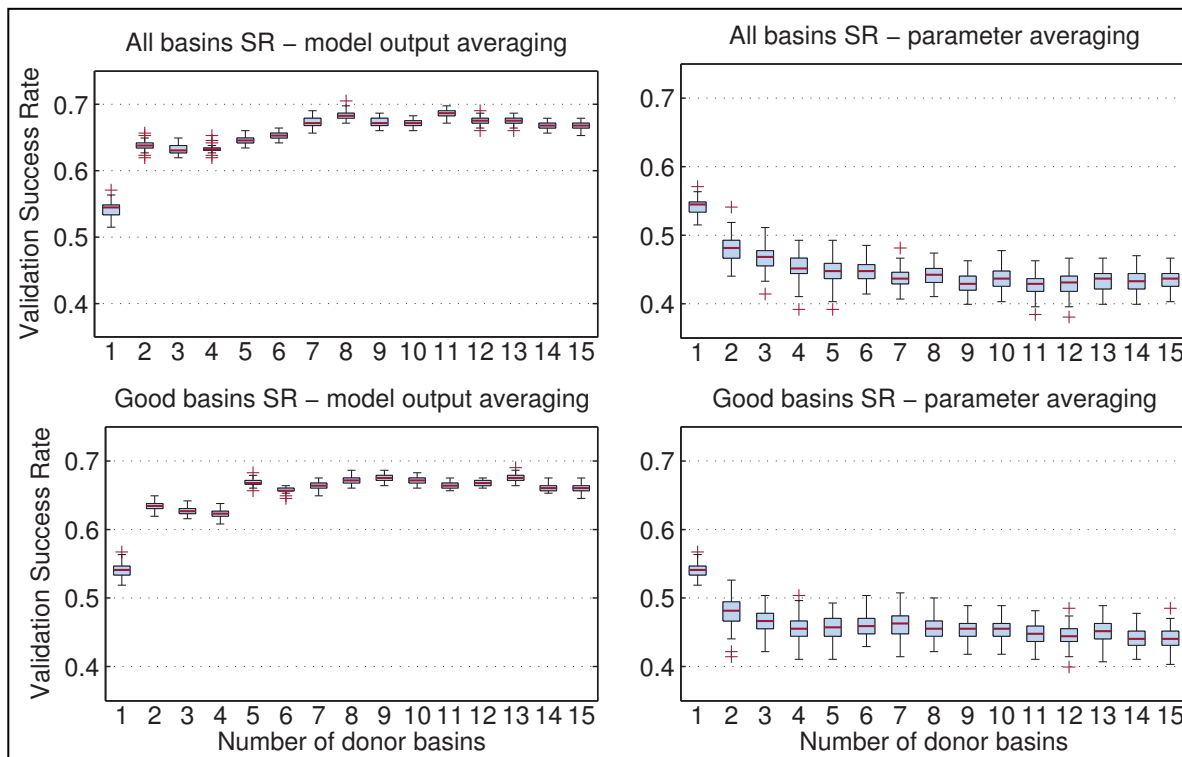 All basins SR – model output averaging
Validation Success Rate
0.7
0.6
0.5
0.4
1 2 3 4 5 6 7 8 9 10 11 12 13 14 15
All basins SR – parameter averaging
0.7
0.6
0.5
0.4
1 2 3 4 5 6 7 8 9 10 11 12 13 14 15
Good basins SR – model output averaging
Validation Success Rate
0.7
0.6
0.5
0.4
1 2 3 4 5 6 7 8 9 10 11 12 13 14 15
Number of donor basins
Good basins SR – parameter averaging
0.7
0.6
0.5
0.4
1 2 3 4 5 6 7 8 9 10 11 12 13 14 15
Number of donor basins